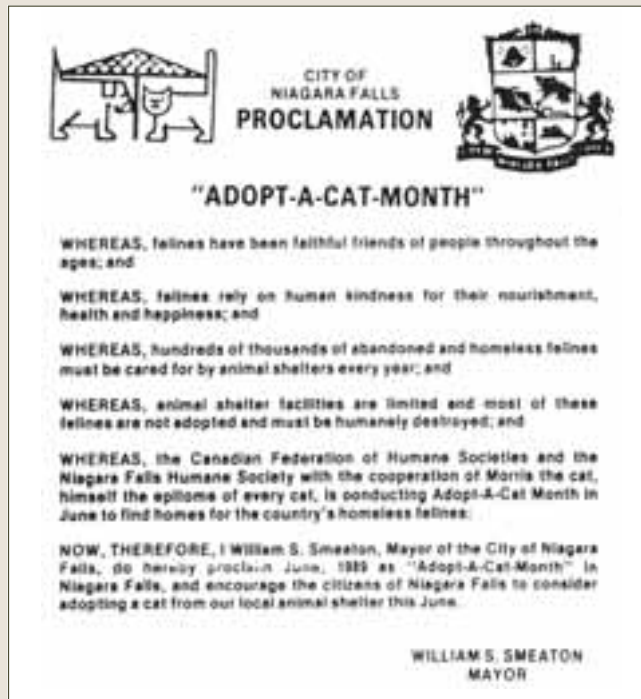 CITY OF
NIAGARA FALLS
PROCLAMATION
"ADOPT-A-CAT-MONTH"
WHEREAS, felines have been faithful friends of people throughout the
ages; and
WHEREAS, felines rely on human kindness for their nourishment,
health and happiness; and
WHEREAS, hundreds of thousands of abandoned and homeless felines
must be cared for by animal shelters every year; and
WHEREAS, animal shelter facilities are limited and most of these
felines are not adopted and must be humanely destroyed; and
WHEREAS, the Canadian Federation of Humane Societies and the
Niagara Falls Humane Society with the cooperation of Morris the cat,
himself the epitome of every cat, is conducting Adopt-A-Cat Month in
June to find homes for the country's homeless felines;
NOW, THEREFORE, I William S. Smeaton, Mayor of the City of Niagara
Falls, do hereby proclaim June, 1989 as "Adopt-A-Cat-Month" in
Niagara Falls, and encourage the citizens of Niagara Falls to consider
adopting a cat from our local animal shelter this June.
WILLIAM S. SMEATON
MAYOR